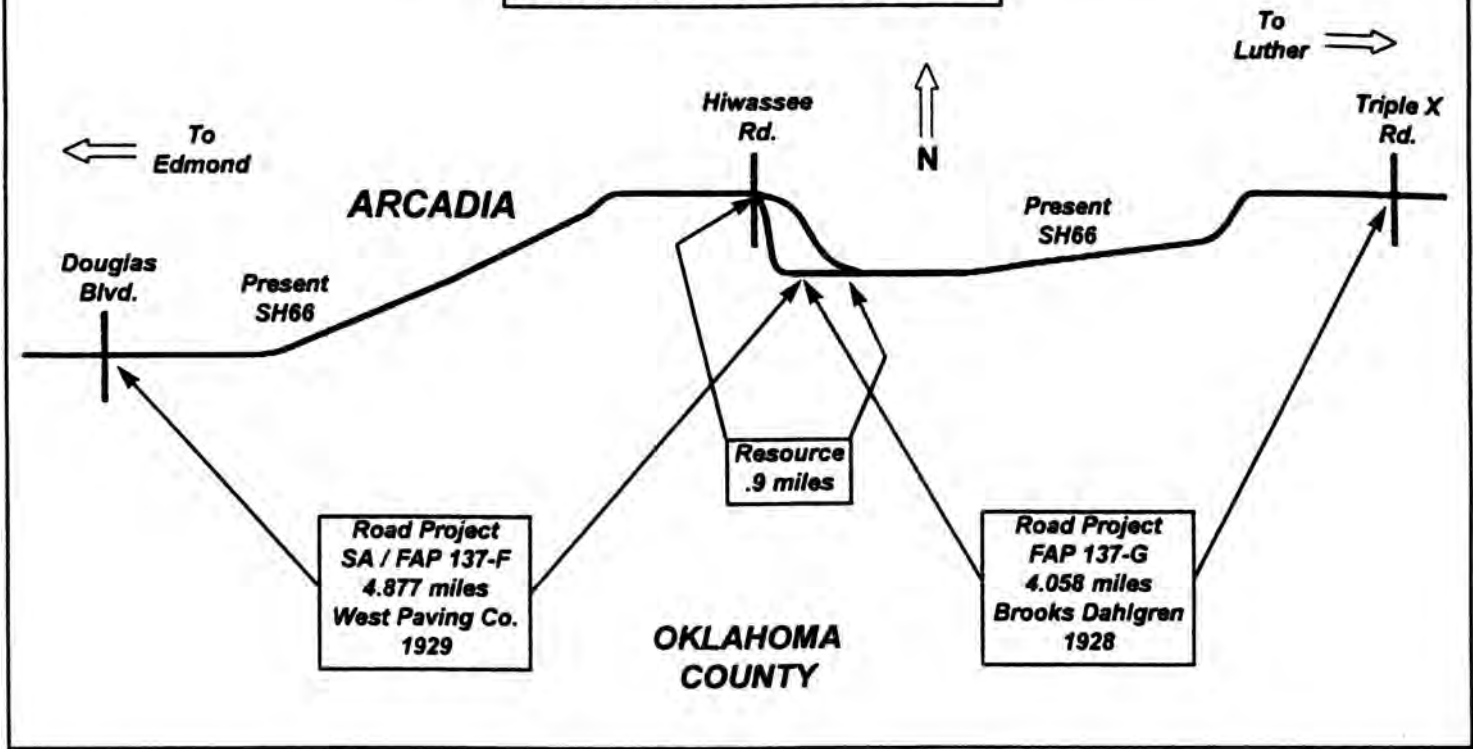 To
Luther
Hiwassee
Rd.
Triple X
Rd.
To
Edmond
N
ARCADIA
Present
SH66
Douglas
Blvd.
Present
SH66
Resource
.9 miles
Road Project
SA / FAP 137-F
4.877 miles
West Paving Co.
1929
Road Project
FAP 137-G
4.058 miles
Brooks Dahlgren
1928
OKLAHOMA
COUNTY